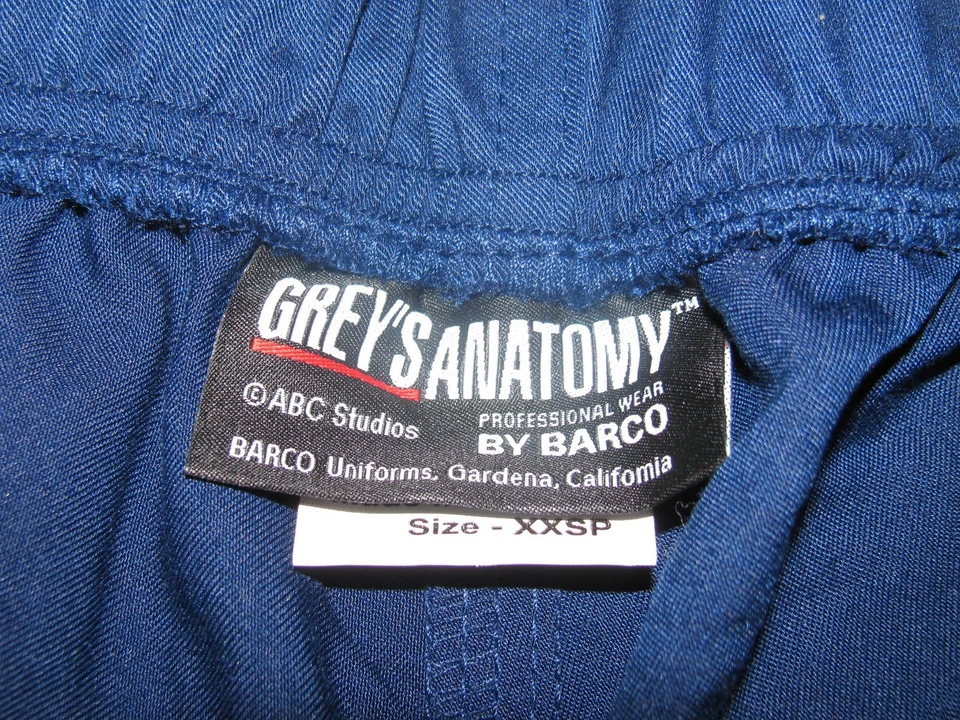 GREY'S ANATOMY™
PROFESSIONAL WEAR
©ABC Studios
BY BARCO
BARCO Uniforms. Gardena, California
Size - XXSP